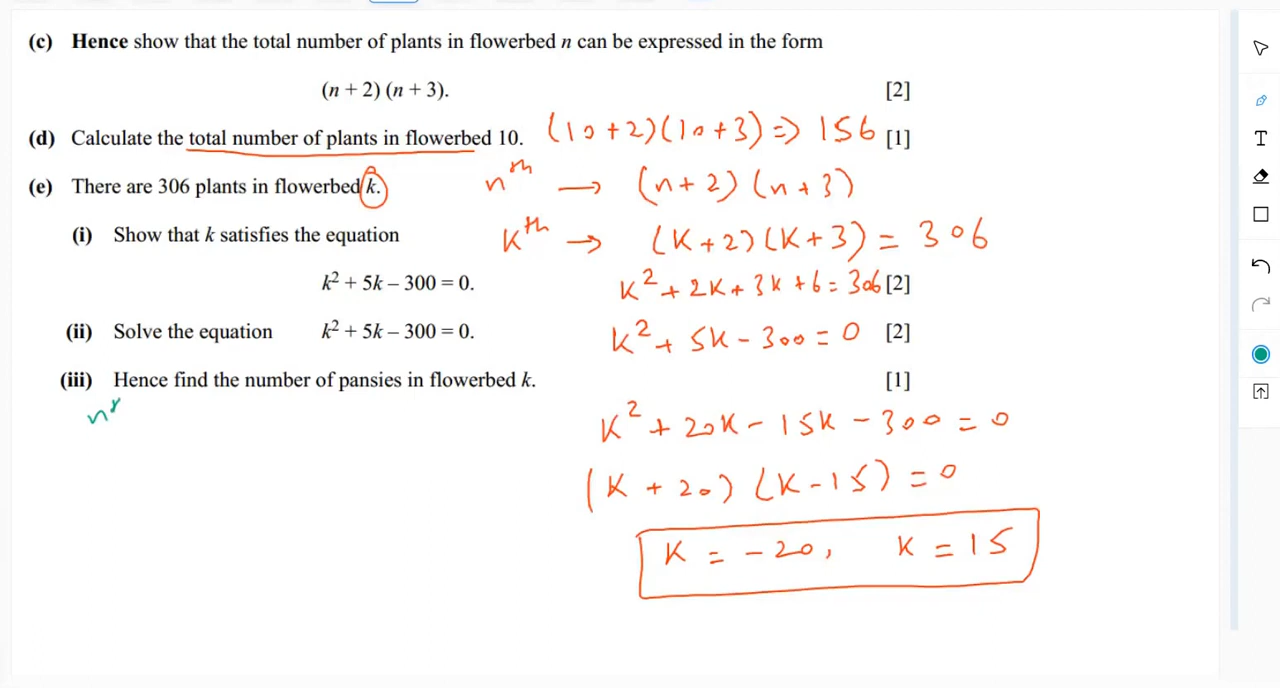 (c) Hence show that the total number of plants in flowerbed n can be expressed in the form
(n + 2) (n + 3). [2]
(d) Calculate the total number of plants in flowerbed 10. (10+2)(10+3) => 156 [1]
(e) There are 306 plants in flowerbed k. nth → (n+2) (n+3)
(i) Show that k satisfies the equation Kth → (K+2)(K+3) = 306
k² + 5k – 300 = 0. K² + 2K + 3K + 6 = 306 [2]
(ii) Solve the equation k² + 5k – 300 = 0. K² + 5K - 300 = 0 [2]
(iii) Hence find the number of pansies in flowerbed k. [1]
K² + 20K - 15K - 300 = 0
(K + 20) (K - 15) = 0
K = -20, K = 15
T